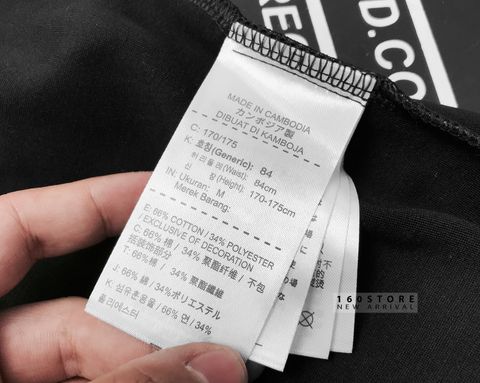 D.CO
REC
MADE IN CAMBODIA
カンボジア製
DIBUAT DI KAMBOJA
C: 170/175
K: 호칭(Generic): 84
허리둘레(Waist): 84cm
신 장(Height): 170-175cm
IN: Ukuran: M
Merek Barang:
E: 66% COTTON / 34% POLYESTER
/ EXCLUSIVE OF DECORATION
C: 66% 棉 / 34% 聚酯纤维 / 不包
括装饰部分
T: 66% 棉 / 34% 聚酯纖維
J: 66% 綿 / 34%ポリエステル
K: 섬유혼용율/ 66% 면 / 34%
폴리에스터
160STORE
NEW ARRIVAL